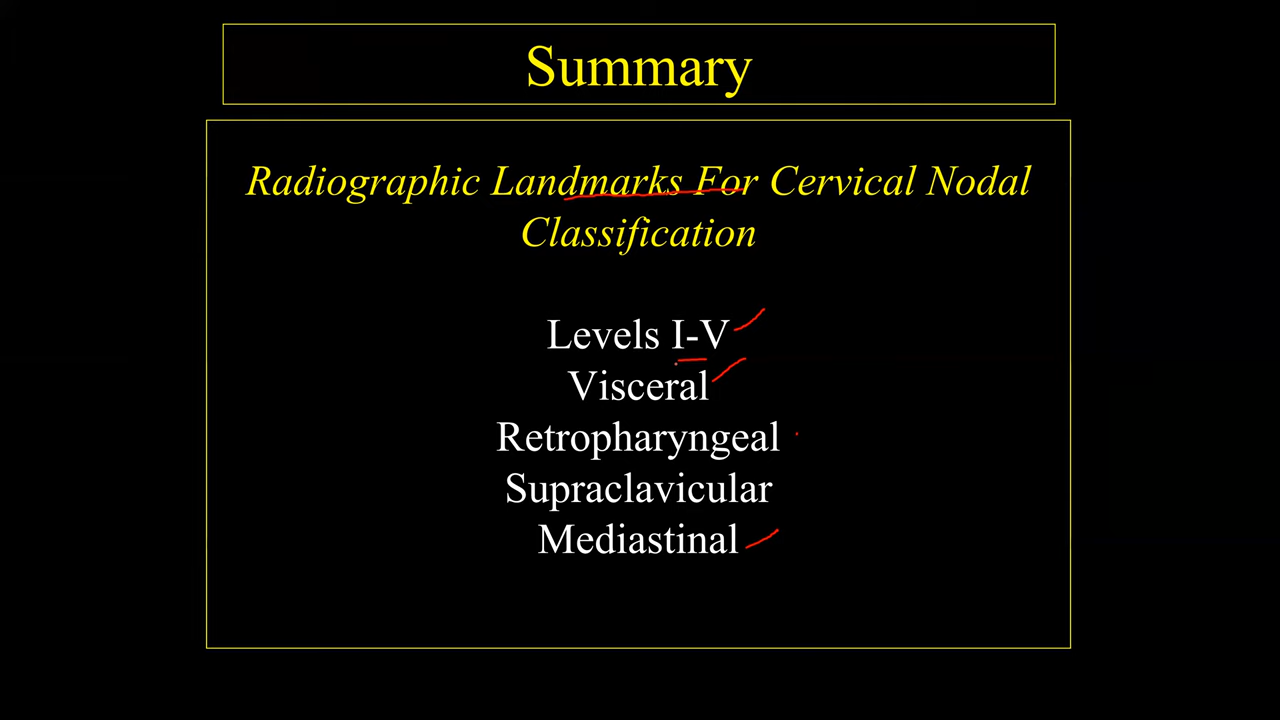 Summary
Radiographic Landmarks For Cervical Nodal
Classification
Levels I-V
Visceral
Retropharyngeal
Supraclavicular
Mediastinal